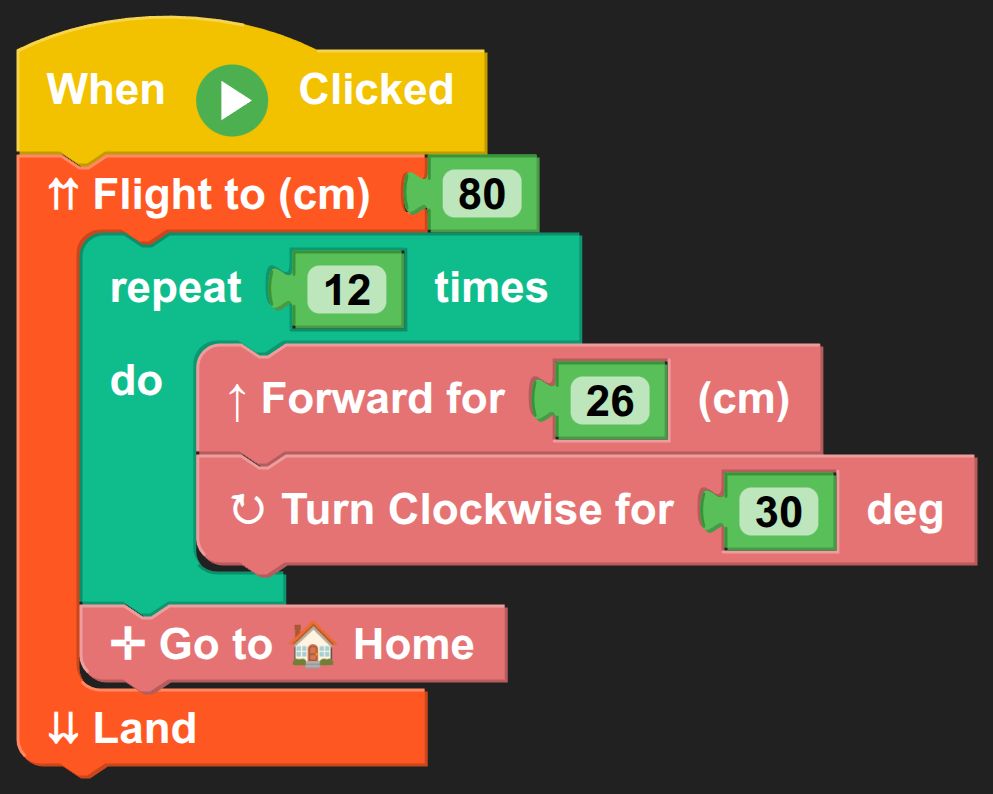 When Clicked
⇈ Flight to (cm) 80
repeat 12 times
do
↑ Forward for 26 (cm)
↻ Turn Clockwise for 30 deg
✛ Go to 🏠 Home
⇊ Land